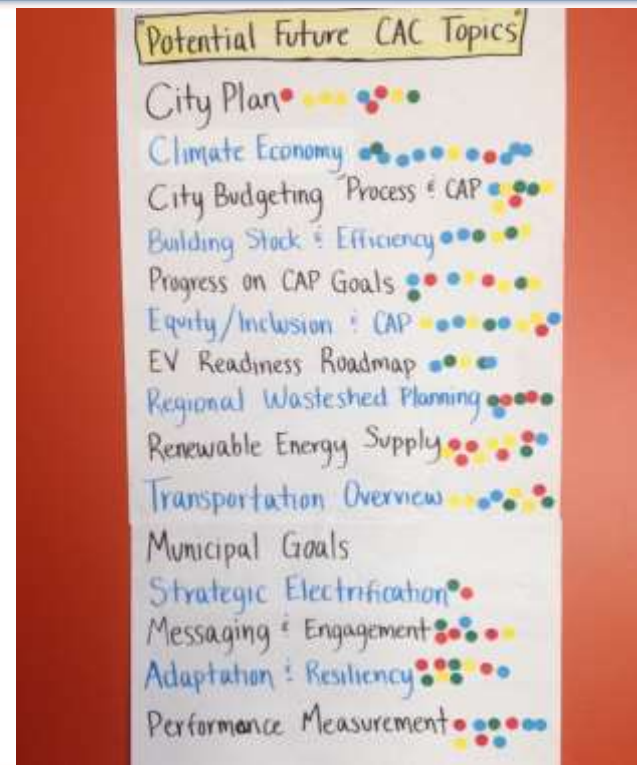 "Potential Future CAC Topics"
City Plan
Climate Economy
City Budgeting Process & CAP
Building Stock & Efficiency
Progress on CAP Goals
Equity/Inclusion & CAP
EV Readiness Roadmap
Regional Wasteshed Planning
Renewable Energy Supply
Transportation Overview
Municipal Goals
Strategic Electrification
Messaging & Engagement
Adaptation & Resiliency
Performance Measurement